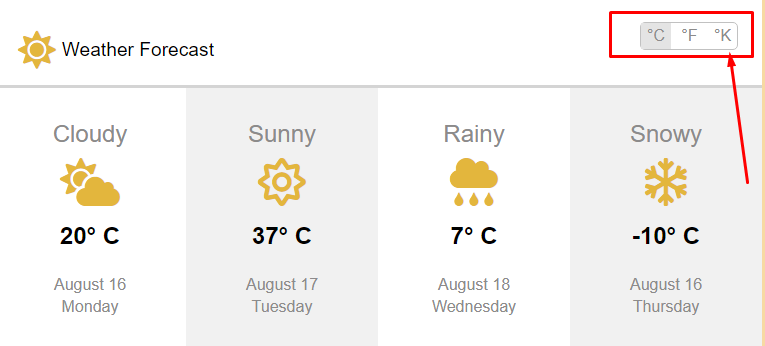 Weather Forecast
°C °F °K
Cloudy
20° C
August 16
Monday
Sunny
37° C
August 17
Tuesday
Rainy
7° C
August 18
Wednesday
Snowy
-10° C
August 16
Thursday